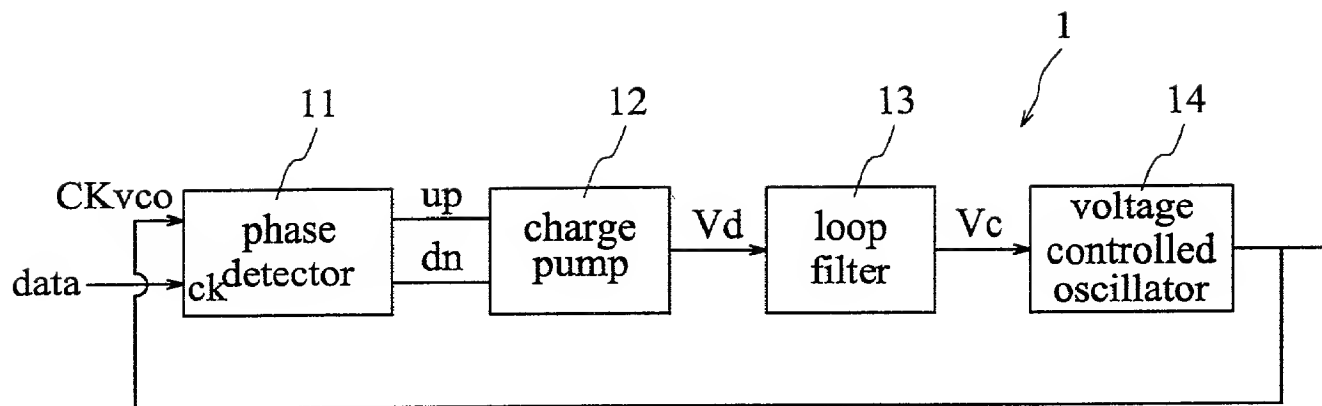 1
11
12
13
14
CKvco
up
phase
detector
dn
charge
pump
Vd
loop
filter
Vc
voltage
controlled
oscillator
data
ck